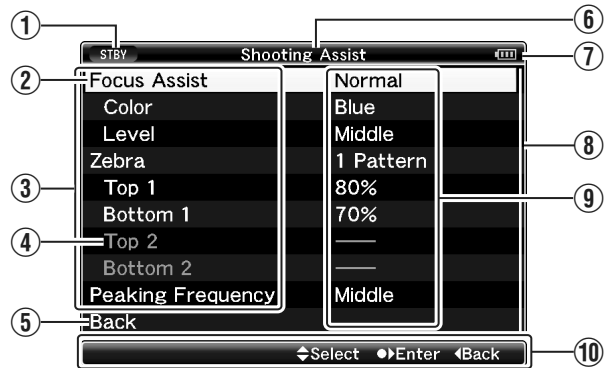 ① ⑥
STBY Shooting Assist ⑦
② Focus Assist Normal
Color Blue
Level Middle ⑧
Zebra 1 Pattern
③ Top 1 80% ⑨
Bottom 1 70%
④ Top 2 ——
Bottom 2 ——
Peaking Frequency Middle
⑤ Back
Select Enter Back ⑩